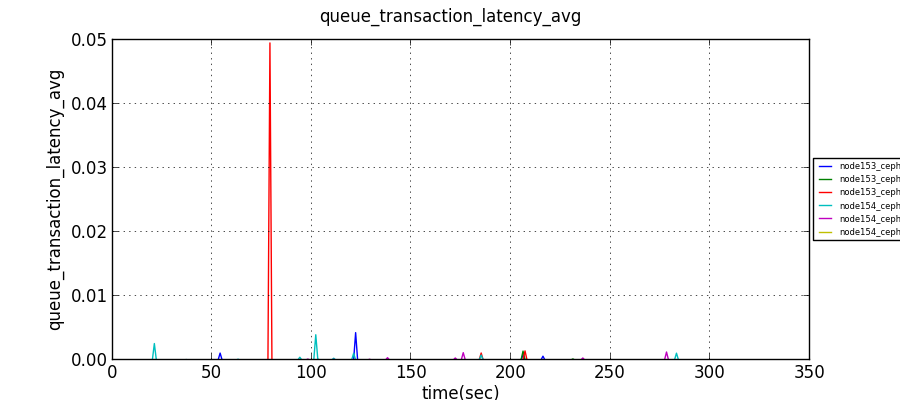 queue_transaction_latency_avg
queue_transaction_latency_avg
0.05
0.04
0.03
0.02
0.01
0.00
0 50 100 150 200 250 300 350
time(sec)
node153_ceph
node153_ceph
node153_ceph
node154_ceph
node154_ceph
node154_ceph